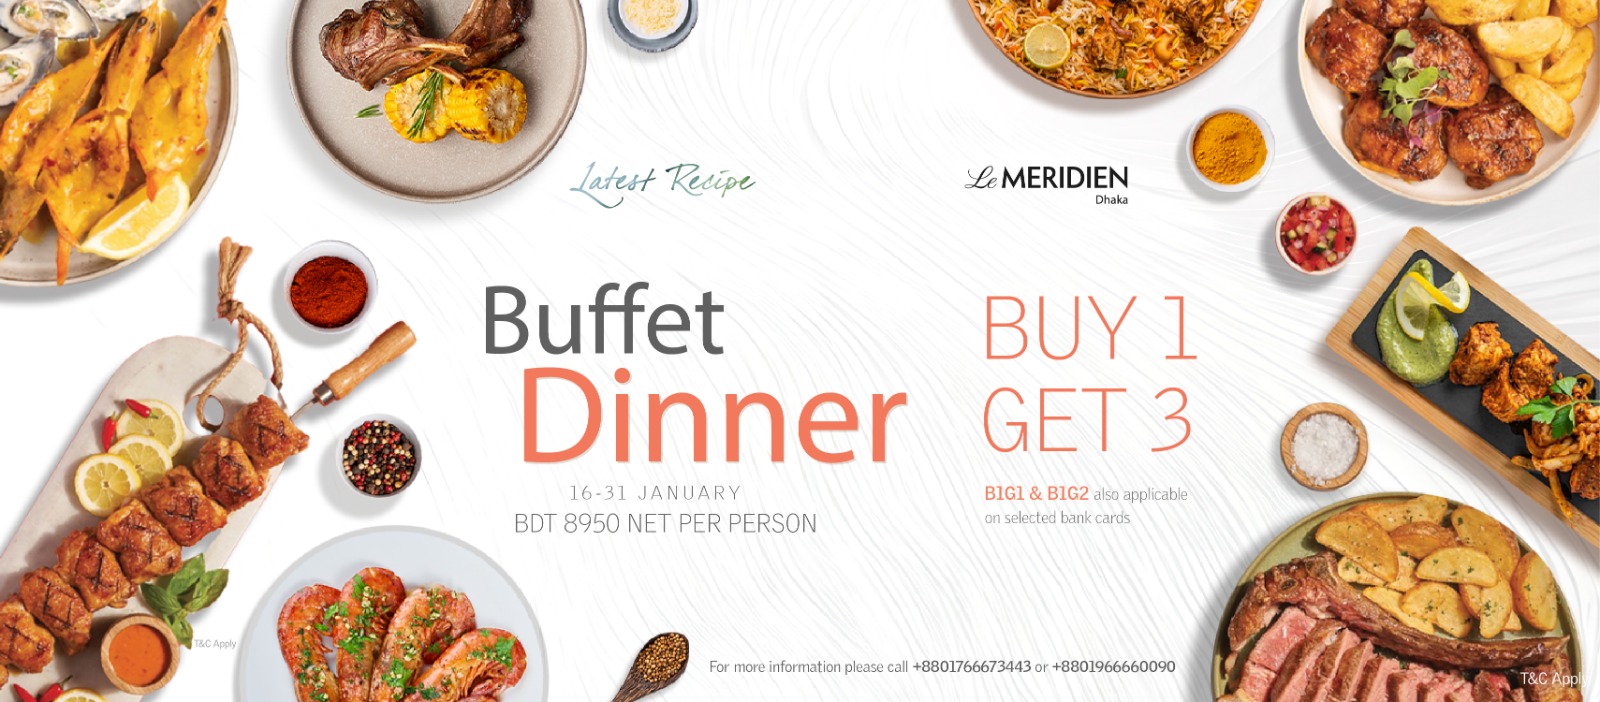 Latest Recipe
Le MERIDIEN
Dhaka
Buffet
Dinner
16-31 JANUARY
BDT 8950 NET PER PERSON
BUY 1
GET 3
B1G1 & B1G2 also applicable
on selected bank cards
T&C Apply
For more information please call +8801766673443 or +8801966660090
T&C Apply